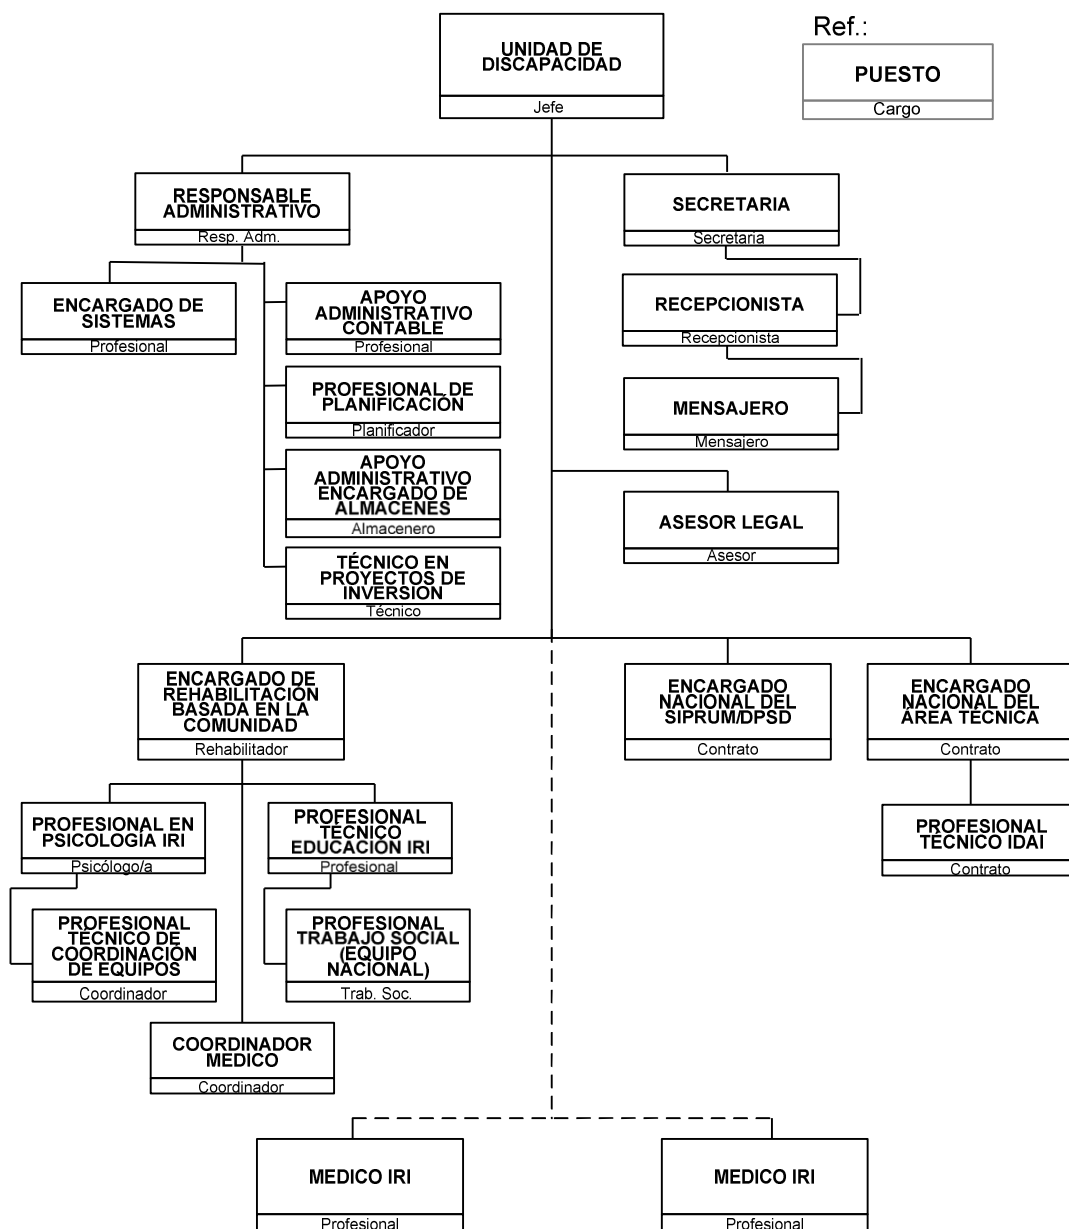 UNIDAD DE
DISCAPACIDAD
Jefe
Ref.:
PUESTO
Cargo
RESPONSABLE
ADMINISTRATIVO
Resp. Adm.
SECRETARIA
Secretaria
ENCARGADO DE
SISTEMAS
Profesional
APOYO
ADMINISTRATIVO
CONTABLE
Profesional
RECEPCIONISTA
Recepcionista
PROFESIONAL DE
PLANIFICACIÓN
Planificador
MENSAJERO
Mensajero
APOYO
ADMINISTRATIVO
ENCARGADO DE
ALMACENES
Almacenero
ASESOR LEGAL
Asesor
TÉCNICO EN
PROYECTOS DE
INVERSIÓN
Técnico
ENCARGADO DE
REHABILITACIÓN
BASADA EN LA
COMUNIDAD
Rehabilitador
ENCARGADO
NACIONAL DEL
SIPRUM/DPSD
Contrato
ENCARGADO
NACIONAL DEL
ÁREA TÉCNICA
Contrato
PROFESIONAL EN
PSICOLOGÍA IRI
Psicólogo/a
PROFESIONAL
TÉCNICO
EDUCACIÓN IRI
Profesional
PROFESIONAL
TÉCNICO IDAI
Contrato
PROFESIONAL
TÉCNICO DE
COORDINACIÓN
DE EQUIPOS
Coordinador
PROFESIONAL
TRABAJO SOCIAL
(EQUIPO
NACIONAL)
Trab. Soc.
COORDINADOR
MEDICO
Coordinador
MEDICO IRI
Profesional
MEDICO IRI
Profesional